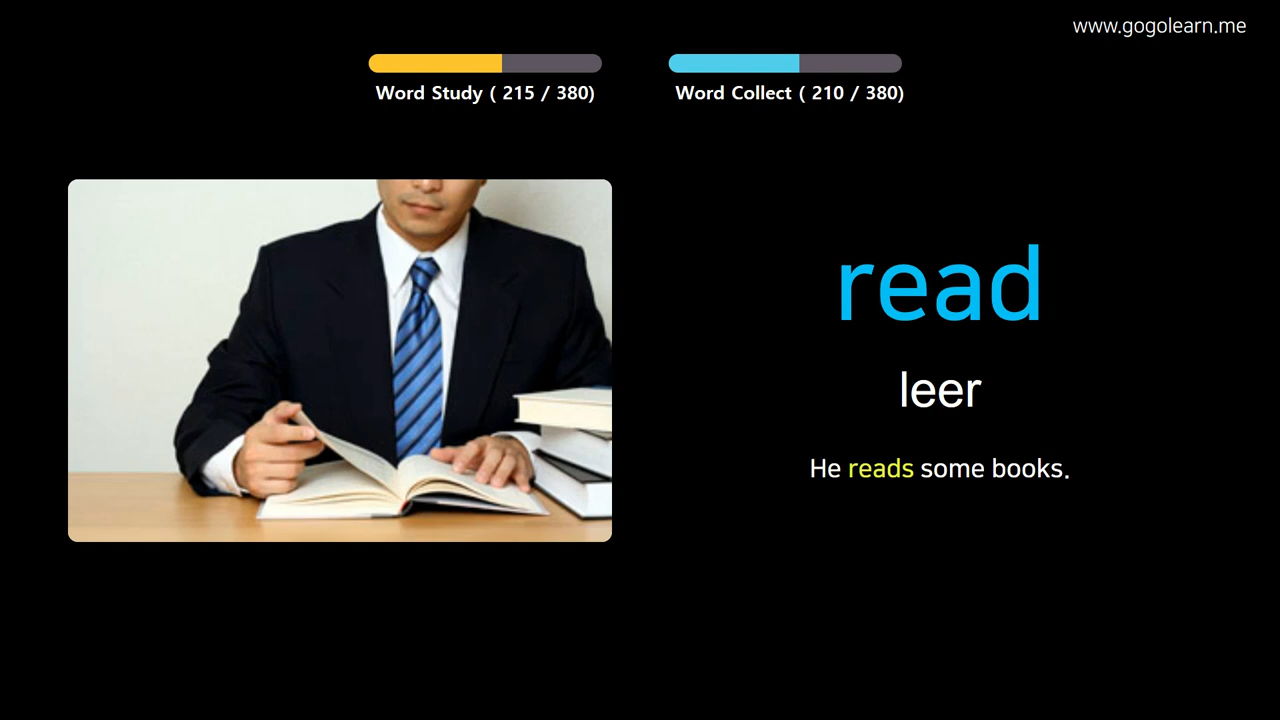 www.gogolearn.me
Word Study ( 215 / 380)
Word Collect ( 210 / 380)
read
leer
He reads some books.